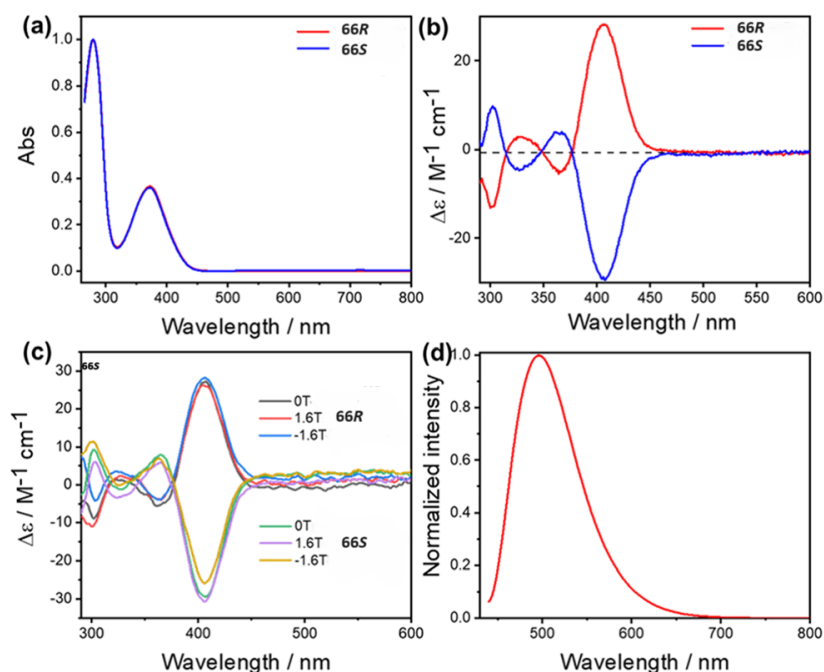 (a)
66R
66S
1.0
0.8
0.6
0.4
0.2
0.0
Abs
300 400 500 600 700 800
Wavelength / nm
(b)
66R
66S
20
0
-20
Δε / M⁻¹ cm⁻¹
300 350 400 450 500 550 600
Wavelength / nm
(c)
66S
30
20
10
0
-10
-20
-30
Δε / M⁻¹ cm⁻¹
0T
1.6T 66R
-1.6T
0T
1.6T 66S
-1.6T
300 400 500 600
Wavelength / nm
(d)
1.0
0.8
0.6
0.4
0.2
0.0
Normalized intensity
500 600 700 800
Wavelength / nm